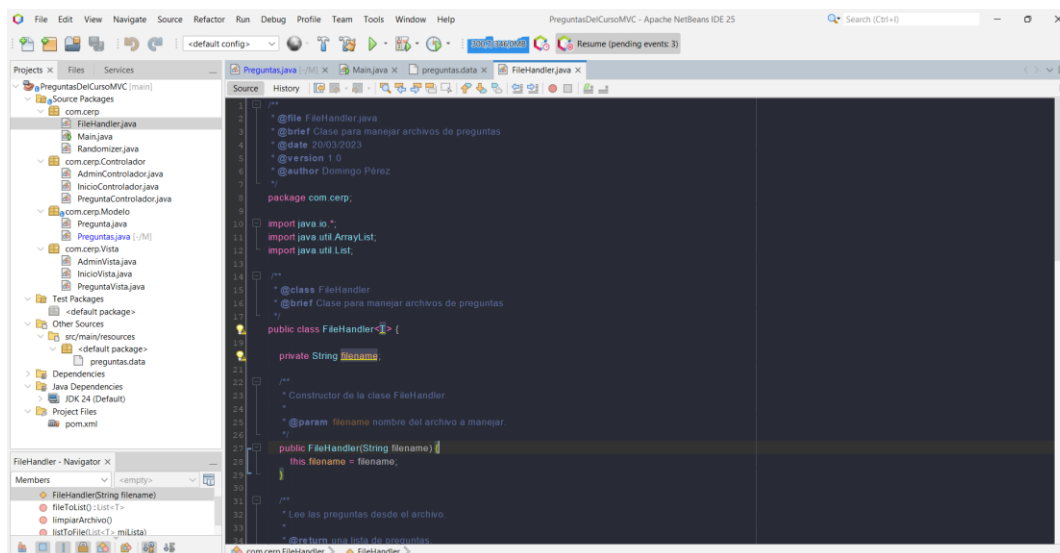 File Edit View Navigate Source Refactor Run Debug Profile Team Tools Window Help PreguntasDelCursoMVC - Apache NetBeans IDE 25 Search (Ctrl+I)
<default config> Resume (pending events: 3)
Projects × Files Services
Preguntas.java [-/M] × Main.java × preguntas.data × FileHandler.java ×
Source History
PreguntasDelCursoMVC [main]
Source Packages
com.cerp
FileHandler.java
Main.java
Randomizer.java
com.cerp.Controlador
AdminControlador.java
InicioControlador.java
PreguntaControlador.java
com.cerp.Modelo
Pregunta.java
Preguntas.java [-/M]
com.cerp.Vista
AdminVista.java
InicioVista.java
PreguntaVista.java
Test Packages
<default package>
Other Sources
src/main/resources
<default package>
preguntas.data
Dependencies
Java Dependencies
JDK 24 (Default)
Project Files
pom.xml
FileHandler - Navigator ×
Members <empty>
FileHandler(String filename)
fileToList() : List<T>
limpiarArchivo()
listToFile(List<T> miLista)
1 /**
2 * @file FileHandler.java
3 * @brief Clase para manejar archivos de preguntas
4 * @date 20/03/2023
5 * @version 1.0
6 * @author Domingo Pérez
7 */
8 package com.cerp;
9
10 import java.io.*;
11 import java.util.ArrayList;
12 import java.util.List;
13
14 /**
15 * @class FileHandler
16 * @brief Clase para manejar archivos de preguntas
17 */
public class FileHandler<T> {
19
private String filename;
21
22 /**
23 * Constructor de la clase FileHandler.
24 *
25 * @param filename nombre del archivo a manejar.
26 */
27 public FileHandler(String filename) {
28 this.filename = filename;
29 }
30
31 /**
32 * Lee las preguntas desde el archivo.
33 *
34 * @return una lista de preguntas.
com.cerp.FileHandler FileHandler